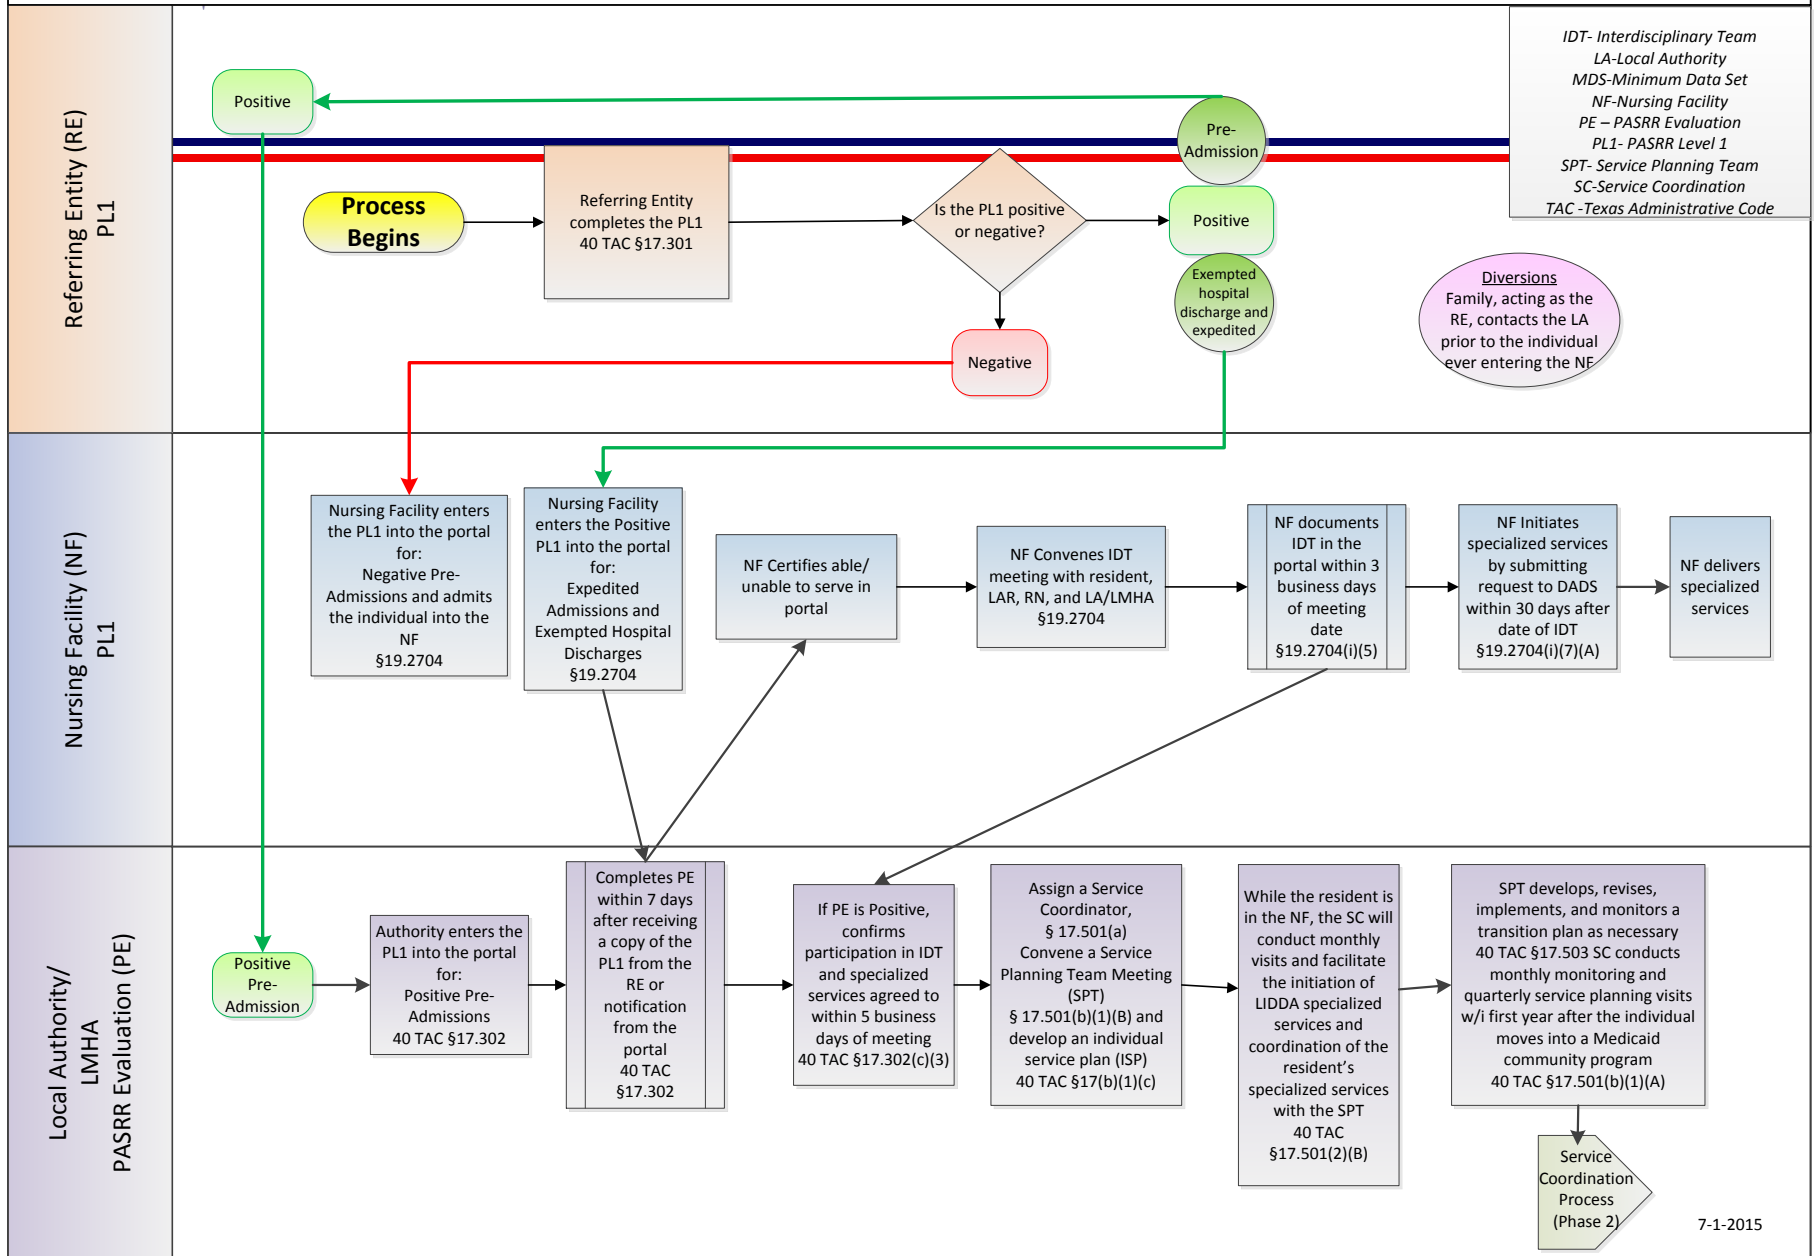 Referring Entity (RE)
PL1
IDT- Interdisciplinary Team
LA-Local Authority
MDS-Minimum Data Set
NF-Nursing Facility
PE – PASRR Evaluation
PL1- PASRR Level 1
SPT- Service Planning Team
SC-Service Coordination
TAC -Texas Administrative Code
Positive
Pre-
Admission
Process
Begins
Referring Entity
completes the PL1
40 TAC §17.301
Is the PL1 positive
or negative?
Positive
Exempted
hospital
discharge and
expedited
Negative
Diversions
Family, acting as the
RE, contacts the LA
prior to the individual
ever entering the NF
Nursing Facility (NF)
PL1
Nursing Facility enters
the PL1 into the portal
for:
Negative Pre-
Admissions and admits
the individual into the
NF
§19.2704
Nursing Facility
enters the Positive
PL1 into the portal
for:
Expedited
Admissions and
Exempted Hospital
Discharges
§19.2704
NF Certifies able/
unable to serve in
portal
NF Convenes IDT
meeting with resident,
LAR, RN, and LA/LMHA
§19.2704
NF documents
IDT in the
portal within 3
business days
of meeting
date
§19.2704(i)(5)
NF Initiates
specialized services
by submitting
request to DADS
within 30 days after
date of IDT
§19.2704(i)(7)(A)
NF delivers
specialized
services
Local Authority/
LMHA
PASRR Evaluation (PE)
Positive
Pre-
Admission
Authority enters the
PL1 into the portal
for:
Positive Pre-
Admissions
40 TAC §17.302
Completes PE
within 7 days
after receiving
a copy of the
PL1 from the
RE or
notification
from the
portal
40 TAC
§17.302
If PE is Positive,
confirms
participation in IDT
and specialized
services agreed to
within 5 business
days of meeting
40 TAC §17.302(c)(3)
Assign a Service
Coordinator,
§ 17.501(a)
Convene a Service
Planning Team Meeting
(SPT)
§ 17.501(b)(1)(B) and
develop an individual
service plan (ISP)
40 TAC §17(b)(1)(c)
While the resident is
in the NF, the SC will
conduct monthly
visits and facilitate
the initiation of
LIDDA specialized
services and
coordination of the
resident’s
specialized services
with the SPT
40 TAC
§17.501(2)(B)
SPT develops, revises,
implements, and monitors a
transition plan as necessary
40 TAC §17.503 SC conducts
monthly monitoring and
quarterly service planning visits
w/i first year after the individual
moves into a Medicaid
community program
40 TAC §17.501(b)(1)(A)
Service
Coordination
Process
(Phase 2)
7-1-2015